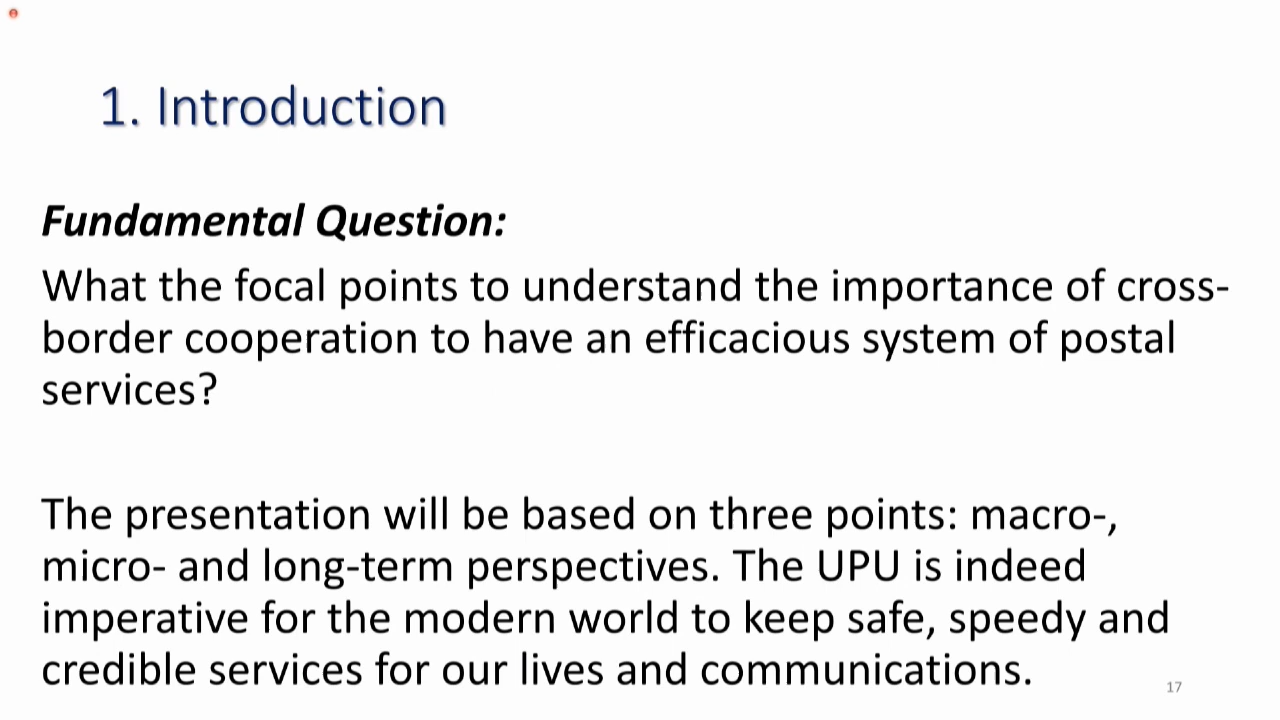 1. Introduction
Fundamental Question:
What the focal points to understand the importance of cross-
border cooperation to have an efficacious system of postal
services?
The presentation will be based on three points: macro-,
micro- and long-term perspectives. The UPU is indeed
imperative for the modern world to keep safe, speedy and
credible services for our lives and communications.
17